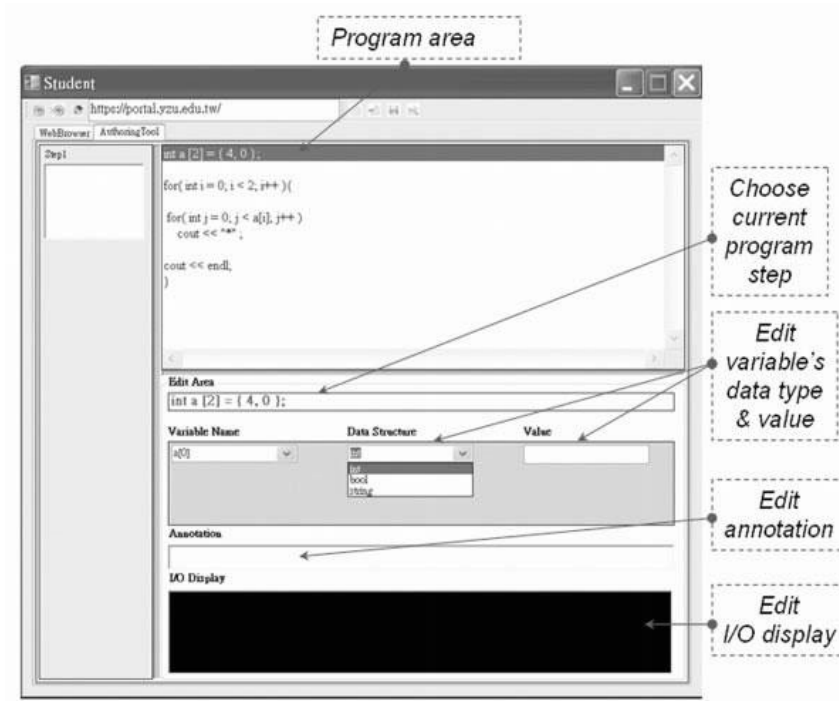 Program area
Student
https://portal.yzu.edu.tw/
WebBrowser AuthoringTool
Step1
int a [2] = { 4, 0 };
for( int i = 0; i < 2; i++ ){
for( int j = 0; j < a[i]; j++ )
cout << "*" ;
cout << endl;
}
Choose
current
program
step
Edit
variable's
data type
& value
Edit Area
int a [2] = { 4, 0 };
Variable Name Data Structure Value
a[0] int
int
bool
string
Annotation
Edit
annotation
I/O Display
Edit
I/O display